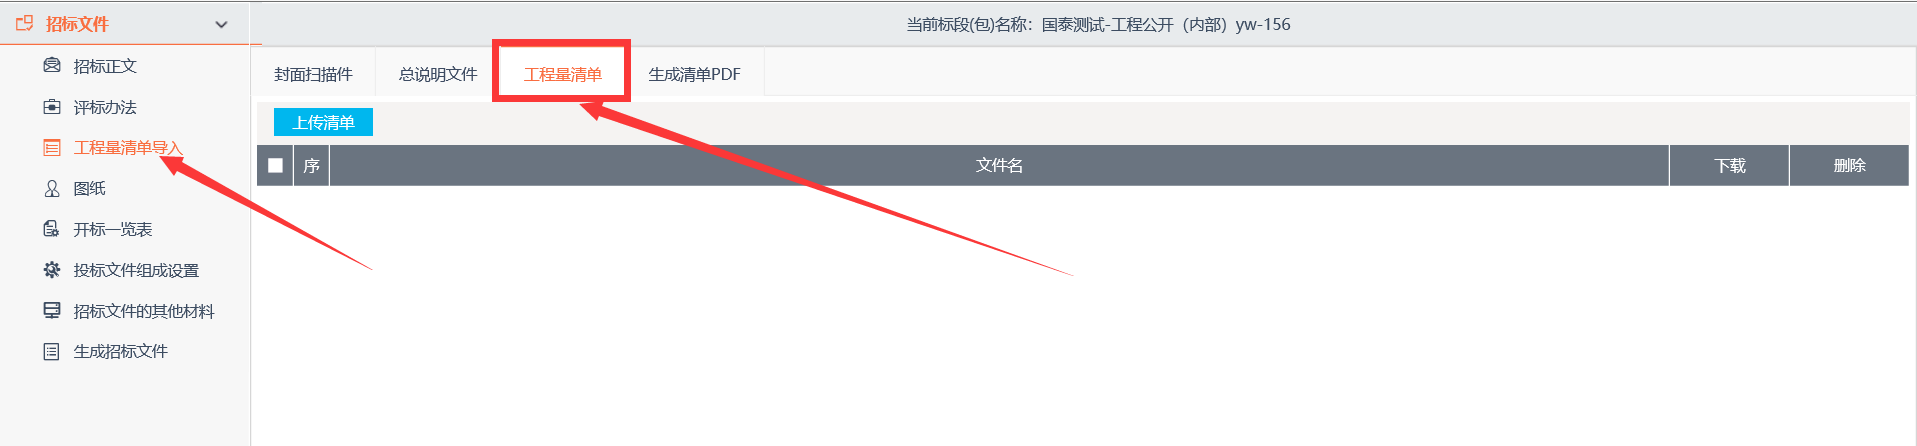 招标文件
当前标段(包)名称：国泰测试-工程公开（内部）yw-156
招标正文
评标办法
工程量清单导入
图纸
开标一览表
投标文件组成设置
招标文件的其他材料
生成招标文件
封面扫描件 总说明文件 工程量清单 生成清单PDF
上传清单
序 文件名 下载 删除